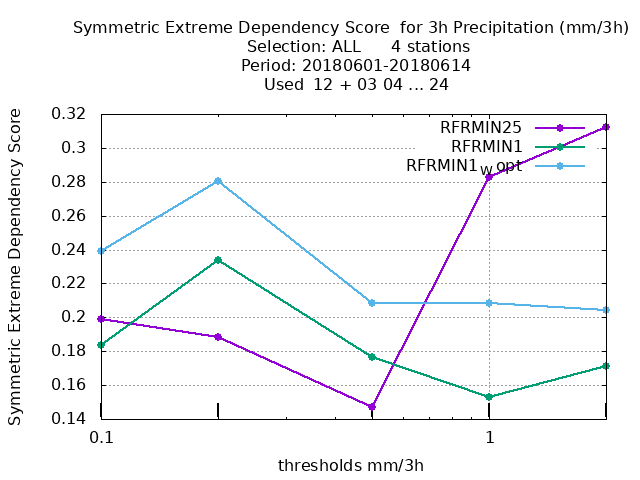 Symmetric Extreme Dependency Score  for 3h Precipitation (mm/3h)
Selection: ALL      4 stations
Period: 20180601-20180614
Used  12 + 03 04 ... 24
Symmetric Extreme Dependency Score
0.32
0.3
0.28
0.26
0.24
0.22
0.2
0.18
0.16
0.14
RFRMIN25
RFRMIN1
RFRMIN1wopt
0.1
1
thresholds mm/3h